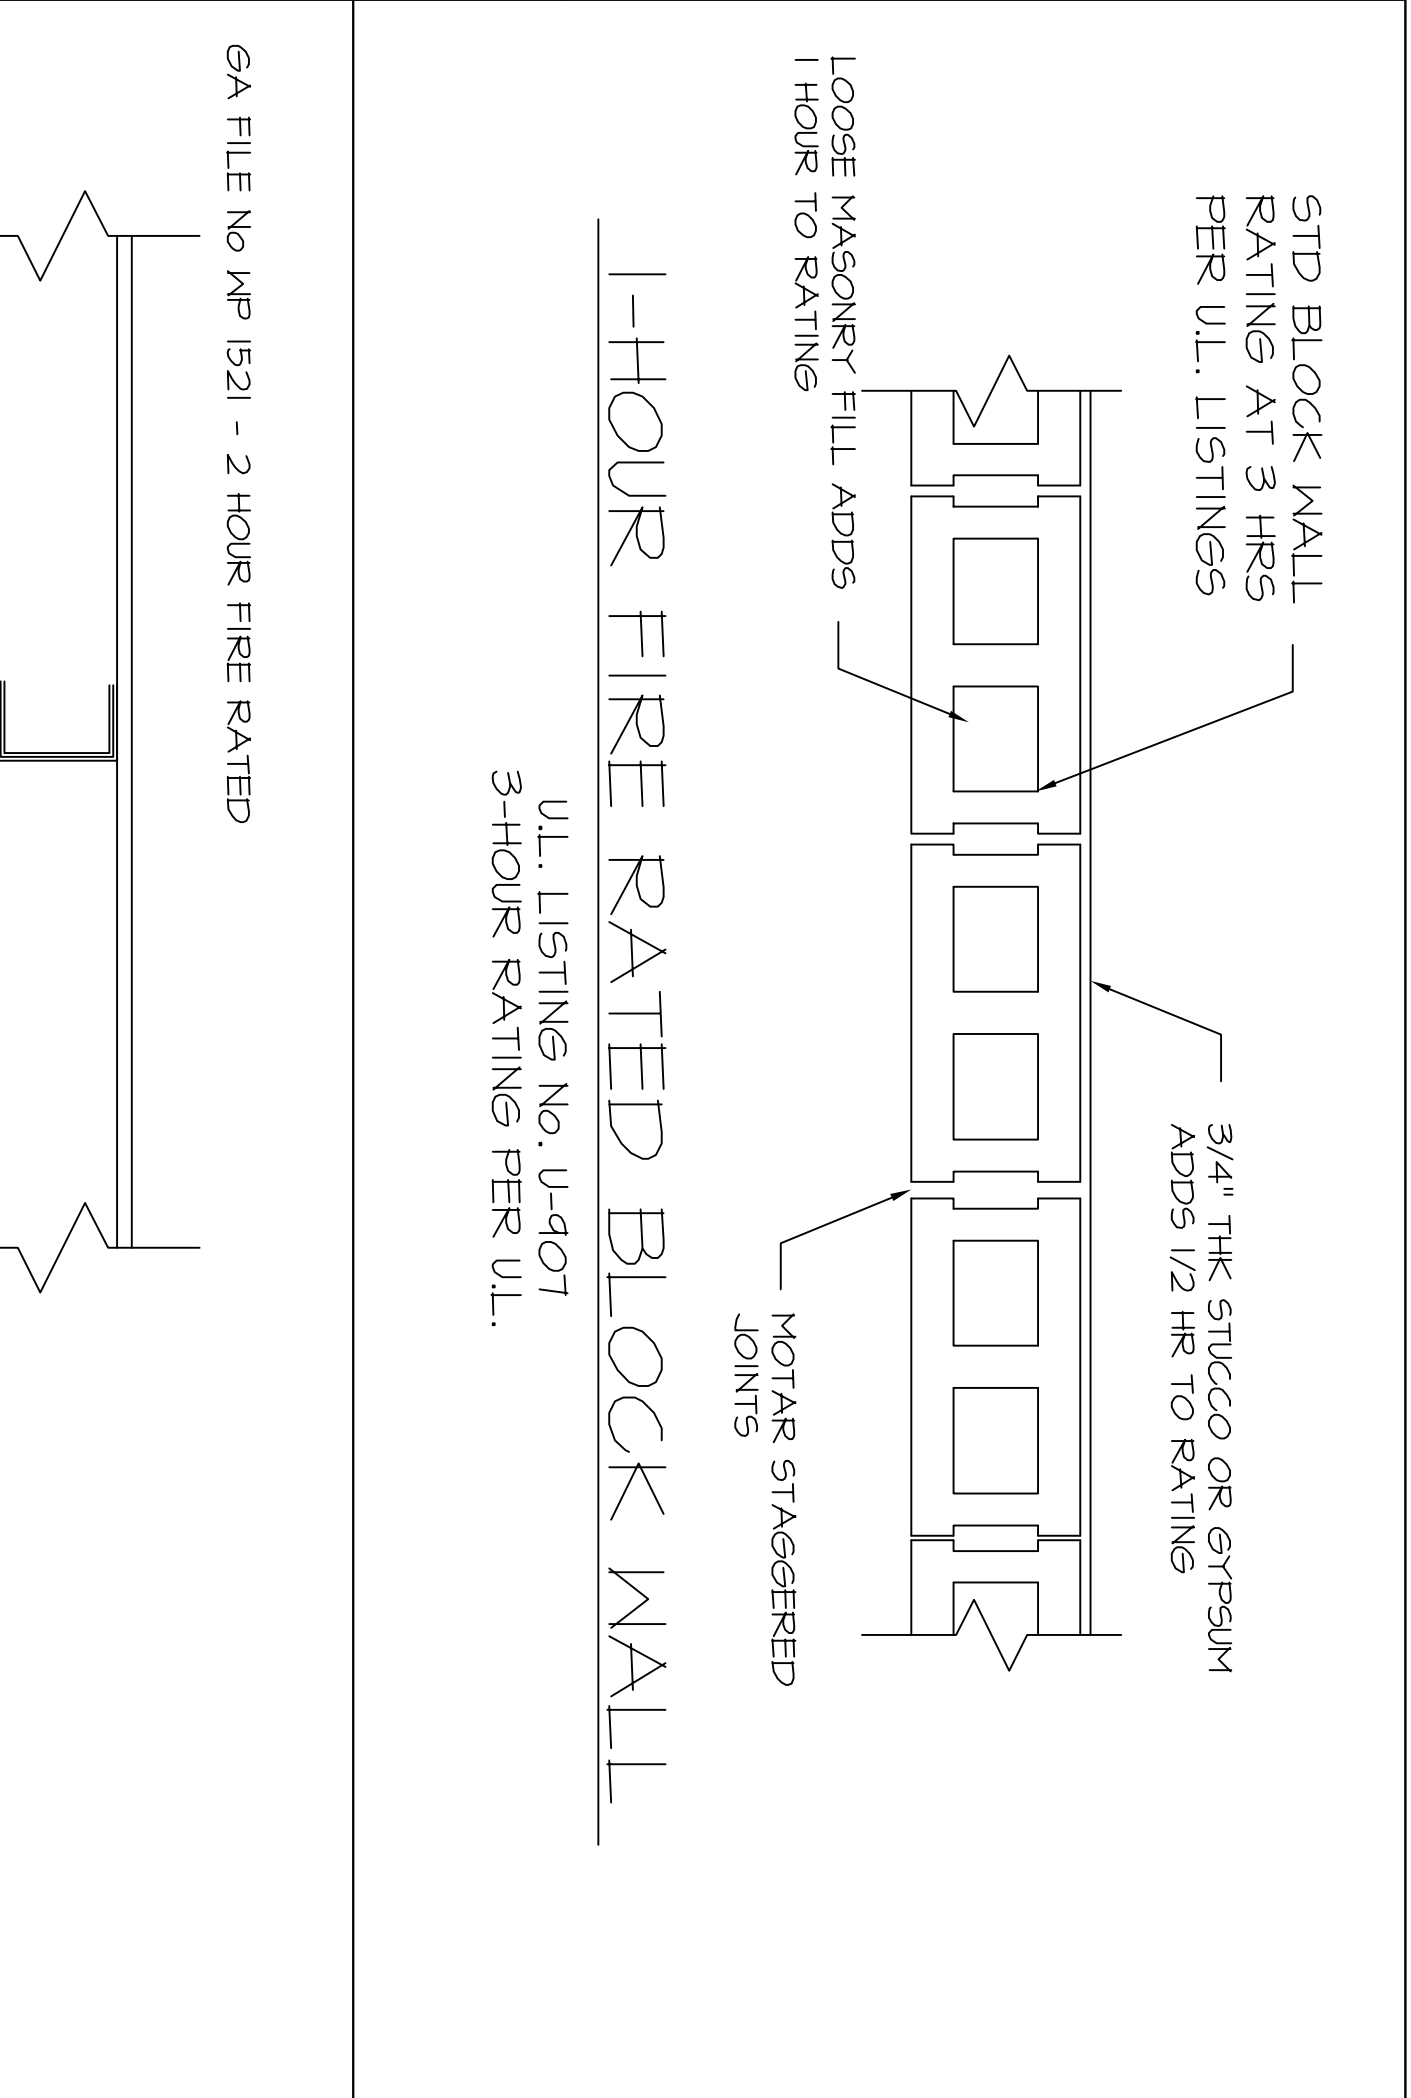 STD BLOCK WALL
RATING AT 3 HRS
PER U.L. LISTINGS
3/4" THK STUCCO OR GYPSUM
ADDS 1/2 HR TO RATING
LOOSE MASONRY FILL ADDS
1 HOUR TO RATING
MOTAR STAGGERED
JOINTS
1-HOUR FIRE RATED BLOCK WALL
U.L. LISTING No. U-907
3-HOUR RATING PER U.L.
GA FILE No WP 1521 - 2 HOUR FIRE RATED